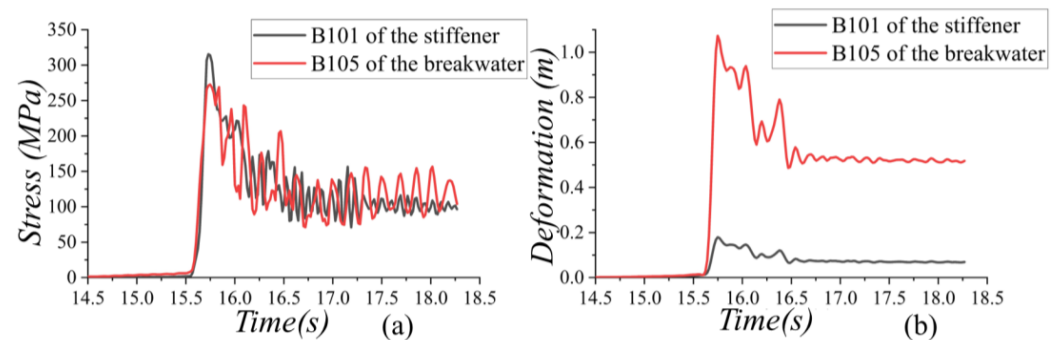 350
300
250
200
150
100
50
0
Stress (MPa)
B101 of the stiffener
B105 of the breakwater
14.5 15.0 15.5 16.0 16.5 17.0 17.5 18.0 18.5
Time(s)
(a)
1.0
0.8
0.6
0.4
0.2
0.0
Deformation (m)
B101 of the stiffener
B105 of the breakwater
14.5 15.0 15.5 16.0 16.5 17.0 17.5 18.0 18.5
Time(s)
(b)